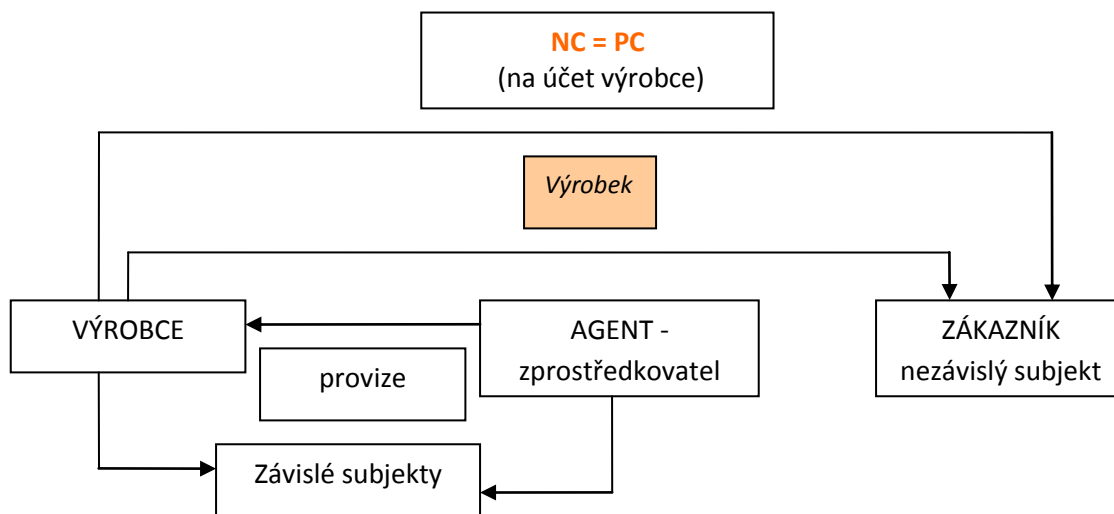 NC = PC
(na účet výrobce)
Výrobek
VÝROBCE
AGENT -
zprostředkovatel
ZÁKAZNÍK
nezávislý subjekt
provize
Závislé subjekty